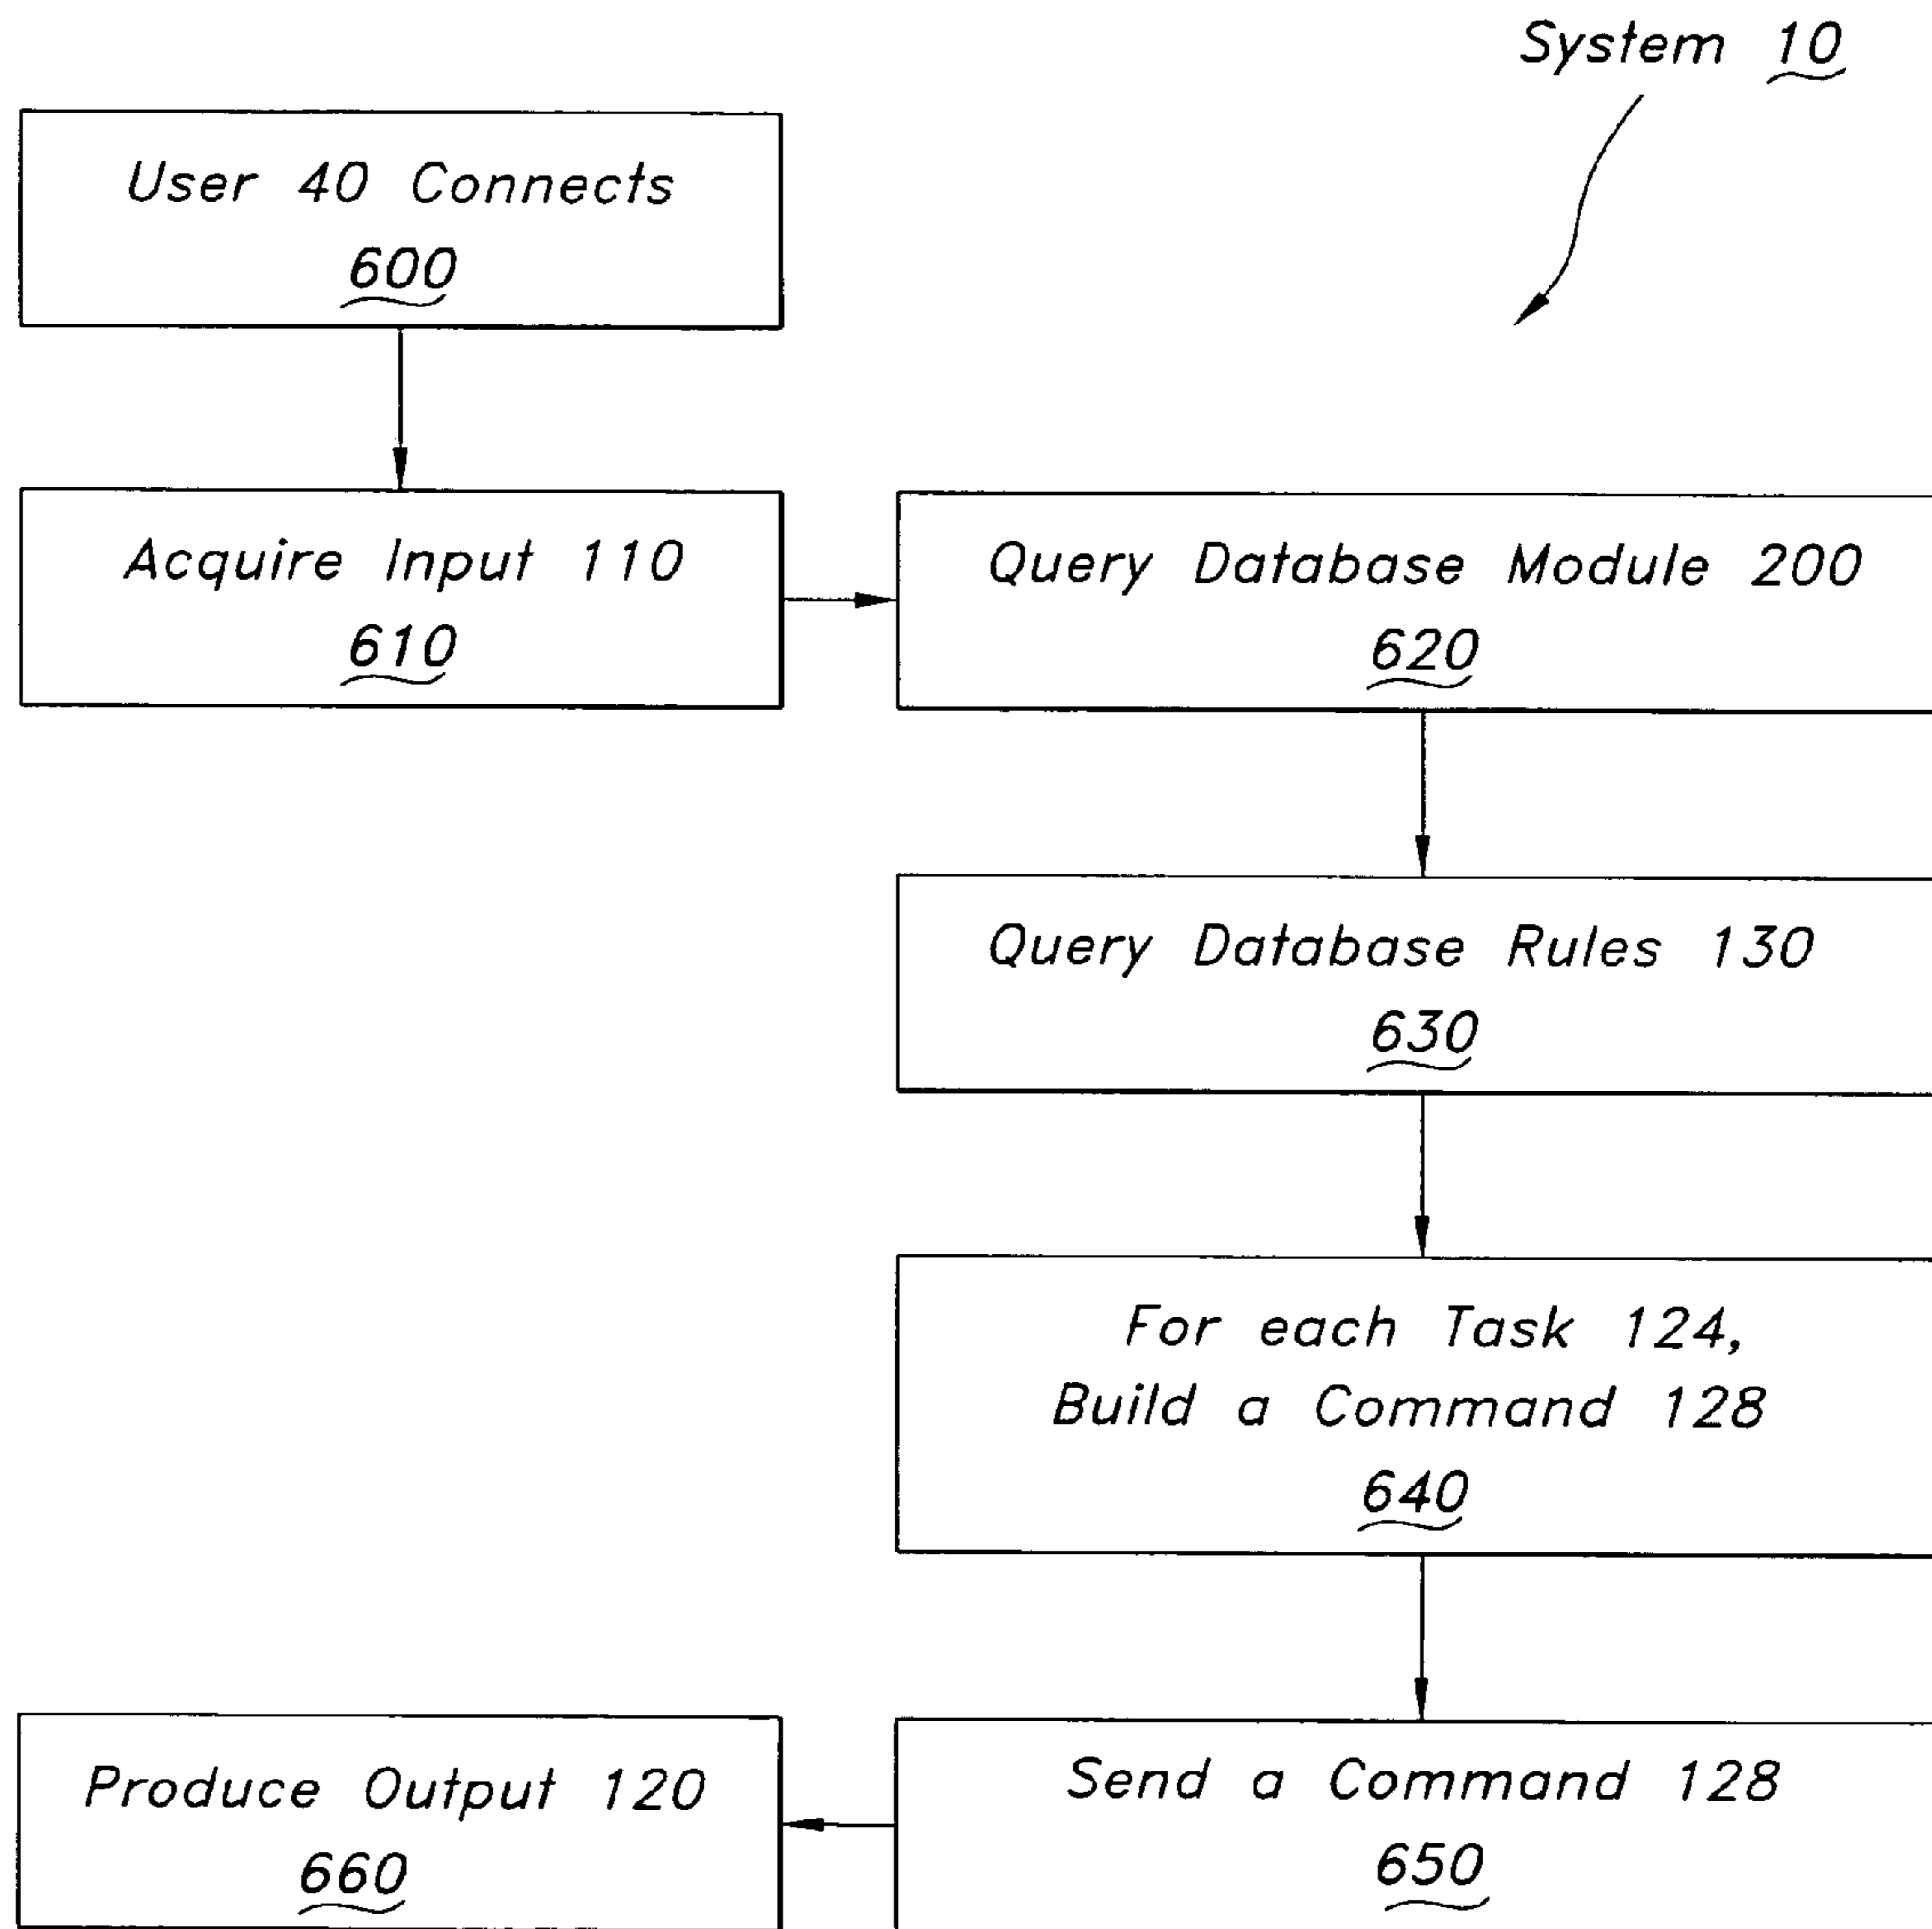 System 10
User 40 Connects
600
Acquire Input 110
610
Query Database Module 200
620
Query Database Rules 130
630
For each Task 124,
Build a Command 128
640
Send a Command 128
650
Produce Output 120
660